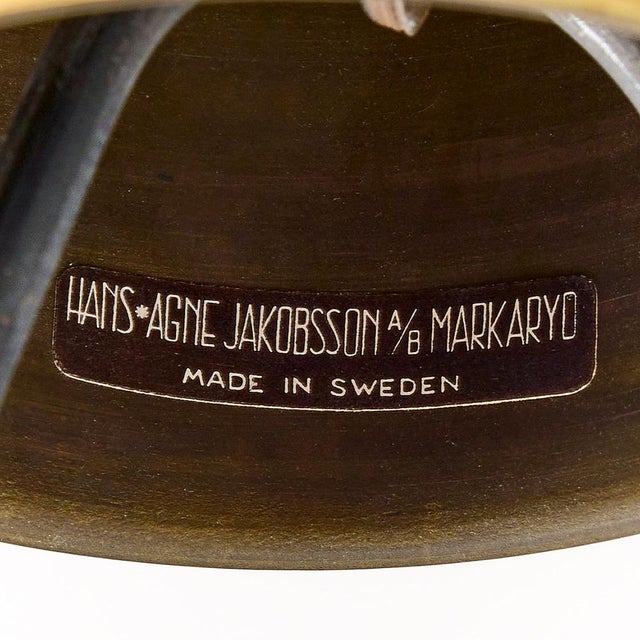 HANS*AGNE JAKOBSSON A/B MARKARYD
MADE IN SWEDEN